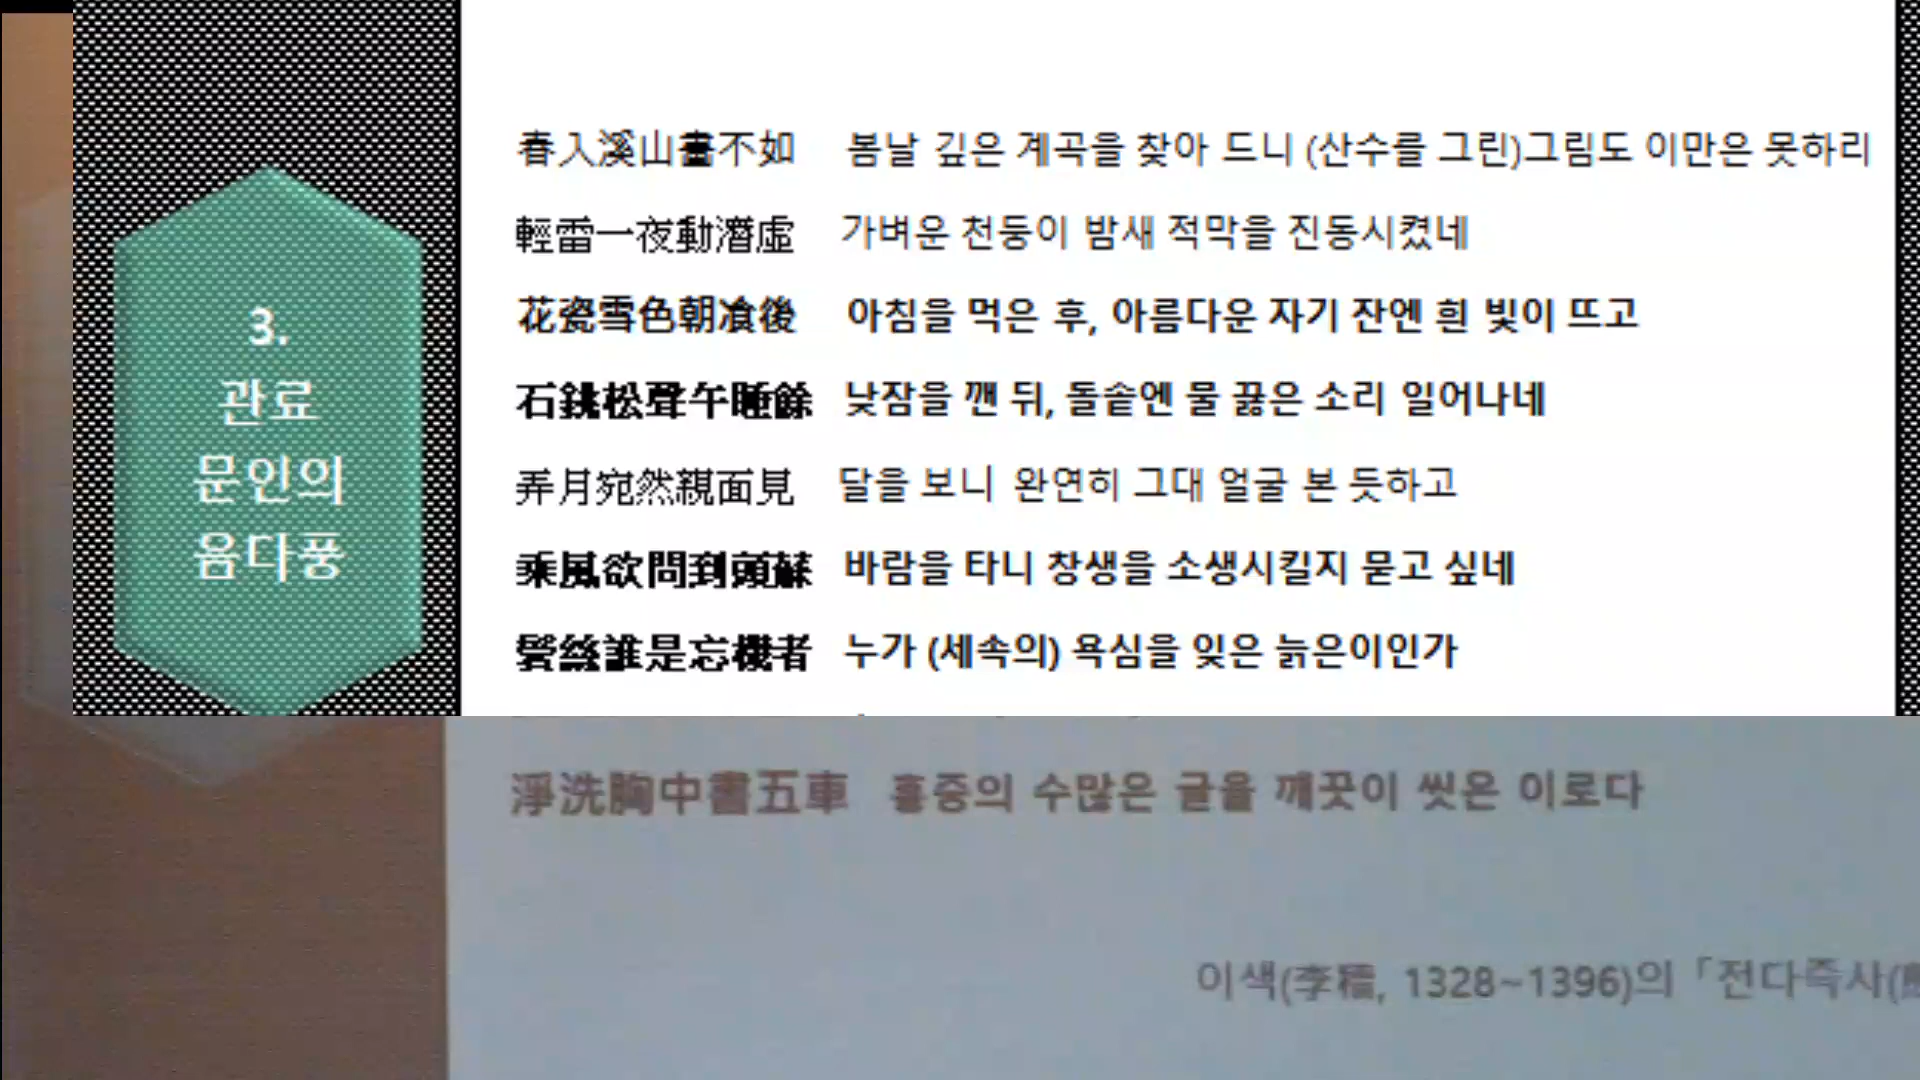 3.
관료
문인의
음다풍
春入溪山畵不如 봄날 깊은 계곡을 찾아 드니 (산수를 그린)그림도 이만은 못하리
輕雷一夜動潛虛 가벼운 천둥이 밤새 적막을 진동시켰네
花瓷雪色朝飡後 아침을 먹은 후, 아름다운 자기 잔엔 흰 빛이 뜨고
石銚松聲午睡餘 낮잠을 깬 뒤, 돌솥엔 물 끓은 소리 일어나네
弄月宛然親面見 달을 보니 완연히 그대 얼굴 본 듯하고
乘風欲問到頭蘇 바람을 타니 창생을 소생시킬지 묻고 싶네
鬢絲誰是忘機者 누가 (세속의) 욕심을 잊은 늙은이인가
淨洗胸中書五車 흉중의 수많은 글을 깨끗이 씻은 이로다
이색(李穡, 1328~1396)의 「전다즉사(